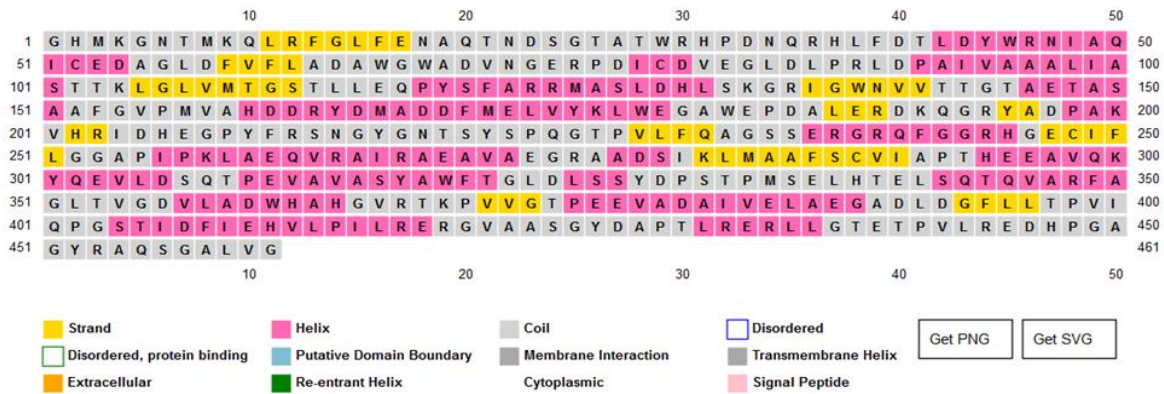 10 20 30 40 50
1 G H M K G N T M K Q L R F G L F E N A Q T N D S G T A T W R H P D N Q R H L F D T L D Y W R N I A Q 50
51 I C E D A G L D F V F L A D A W G W A D V N G E R P D I C D V E G L D L P R L D P A I V A A A L I A 100
101 S T T K L G L V M T G S T L L E Q P Y S F A R R M A S L D H L S K G R I G W N V V T T G T A E T A S 150
151 A A F G V P M V A H D D R Y D M A D D F M E L V Y K L W E G A W E P D A L E R D K Q G R Y A D P A K 200
201 V H R I D H E G P Y F R S N G Y G N T S Y S P Q G T P V L F Q A G S S E R G R Q F G G R H G E C I F 250
251 L G G A P I P K L A E Q V R A I R A E A V A E G R A A D S I K L M A A F S C V I A P T H E E A V Q K 300
301 Y Q E V L D S Q T P E V A V A S Y A W F T G L D L S S Y D P S T P M S E L H T E L S Q T Q V A R F A 350
351 G L T V G D V L A D W H A H G V R T K P V V G T P E E V A D A I V E L A E G A D L D G F L L T P V I 400
401 Q P G S T I D F I E H V L P I L R E R G V A A S G Y D A P T L R E R L L G T E T P V L R E D H P G A 450
451 G Y R A Q S G A L V G 461
10 20 30 40 50
Strand Helix Coil Disordered
Disordered, protein binding Putative Domain Boundary Membrane Interaction Transmembrane Helix
Extracellular Re-entrant Helix Cytoplasmic Signal Peptide
Get PNG Get SVG